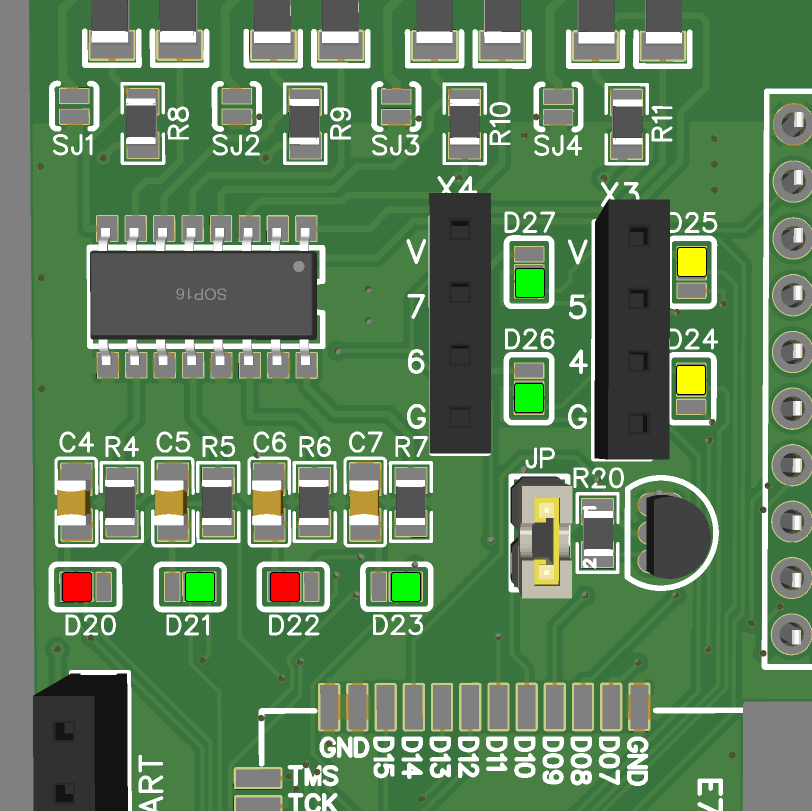 SJ1 R8 SJ2 R9 SJ3 R10 SJ4 R11
X4 X3
D27 D25
V V
SOP16
7 5
D26 D24
6 4
G G
C4 R4 C5 R5 C6 R6 C7 R7
JP R20
2 1
D20 D21 D22 D23
GND D15 D14 D13 D12 D11 D10 D09 D08 D07 GND
TMS
TCK
ART
E7